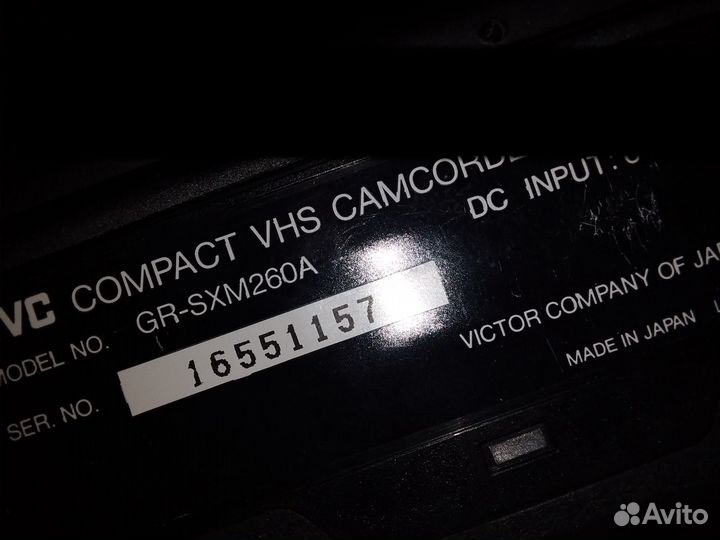 VC COMPACT VHS CAMCORDE
MODEL NO. GR-SXM260A
DC INPUT:
SER. NO. 16551157
VICTOR COMPANY OF JA
MADE IN JAPAN
Avito